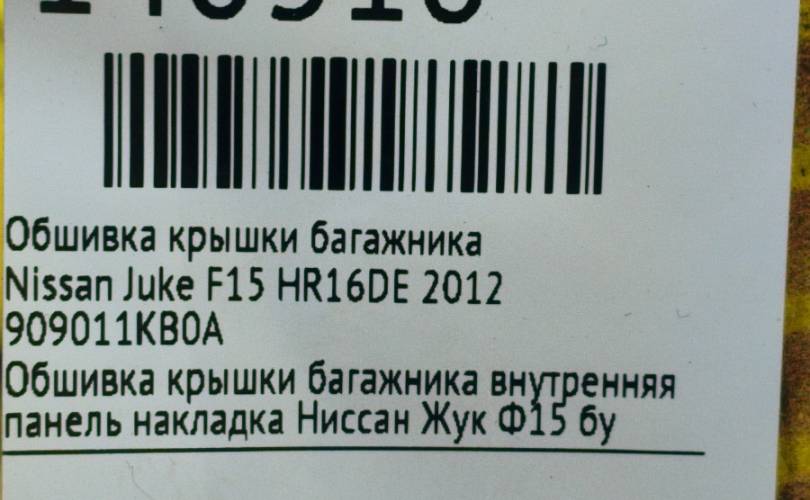 Обшивка крышки багажника
Nissan Juke F15 HR16DE 2012
909011KB0A
Обшивка крышки багажника внутренняя
панель накладка Ниссан Жук Ф15 бу